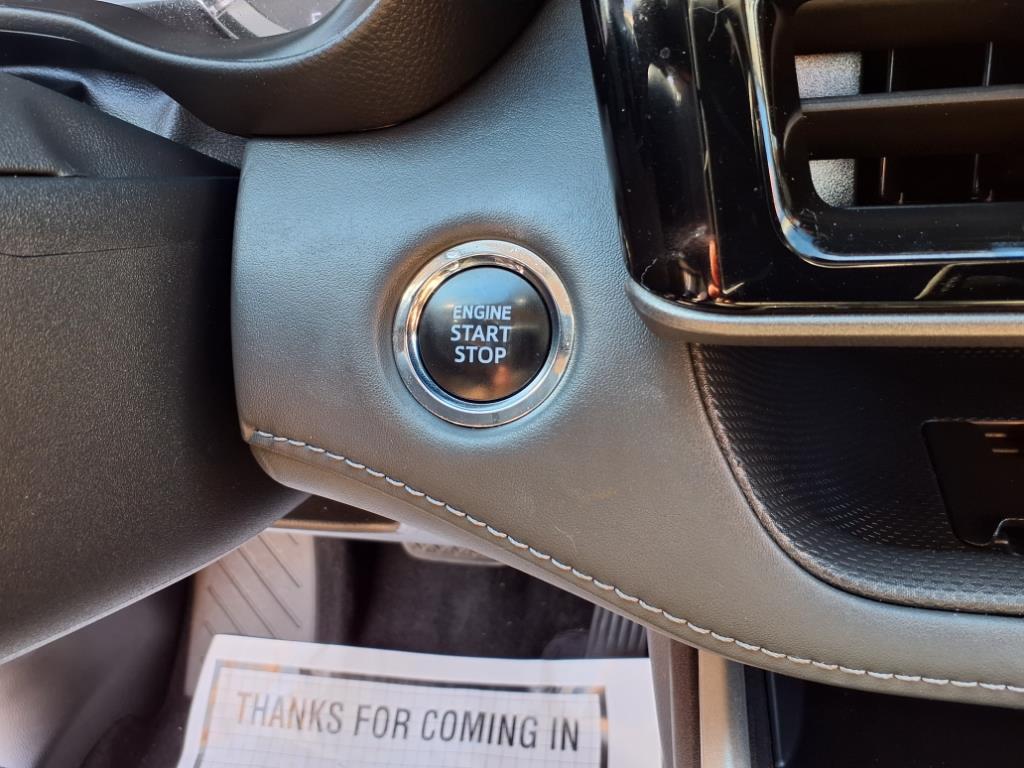 ENGINE
START
STOP
THANKS FOR COMING IN